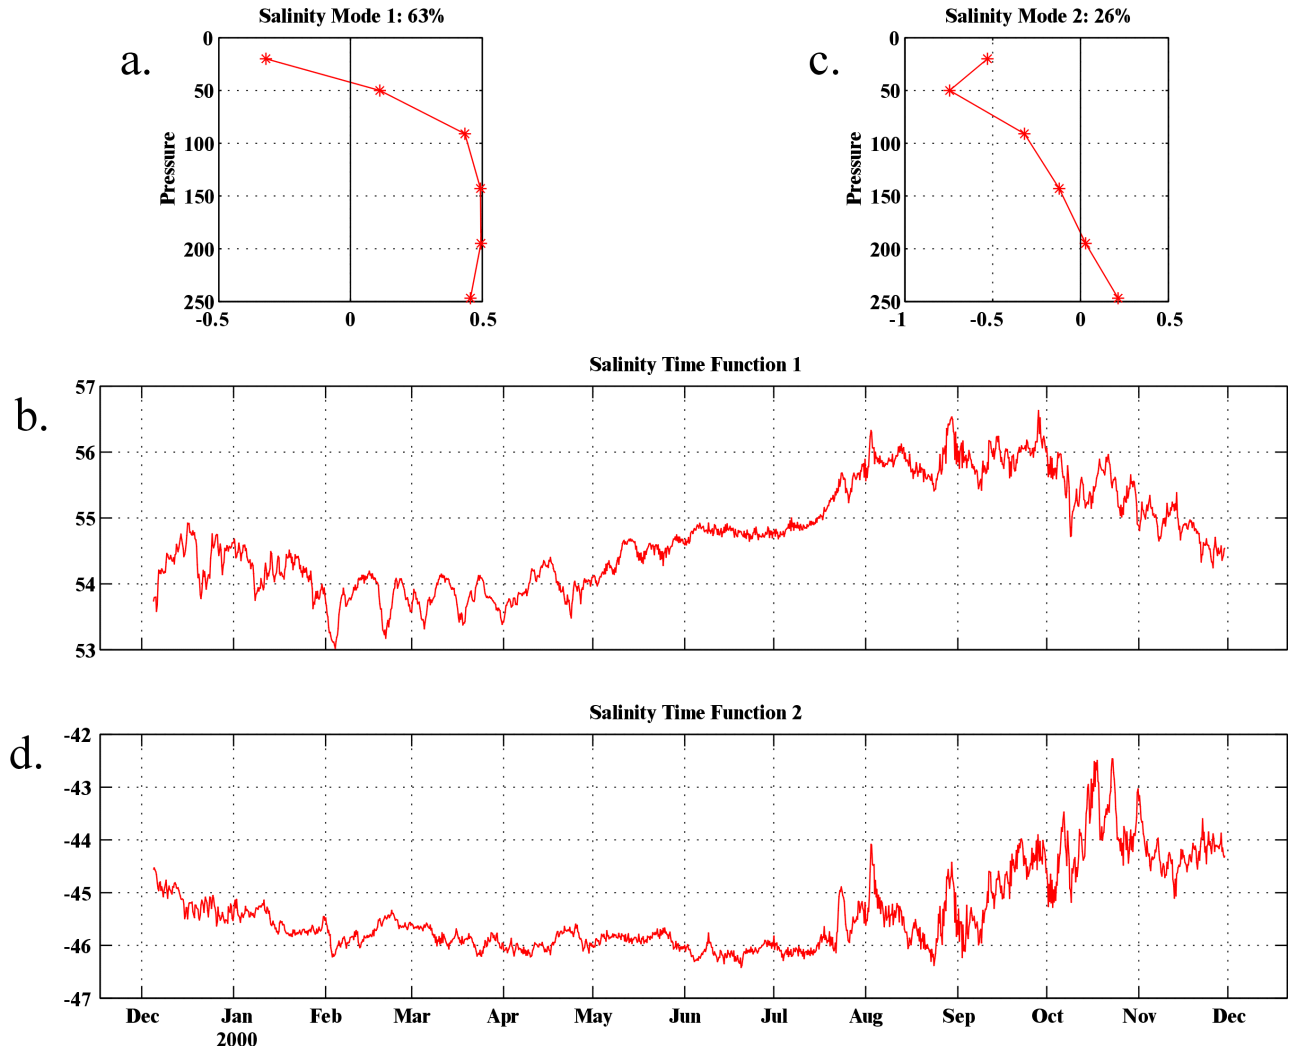 Salinity Mode 1: 63%
a.
Pressure
0
50
100
150
200
250
-0.5 0 0.5
Salinity Mode 2: 26%
c.
Pressure
0
50
100
150
200
250
-1 -0.5 0 0.5
Salinity Time Function 1
b.
57
56
55
54
53
Salinity Time Function 2
d.
-42
-43
-44
-45
-46
-47
Dec Jan Feb Mar Apr May Jun Jul Aug Sep Oct Nov Dec
2000